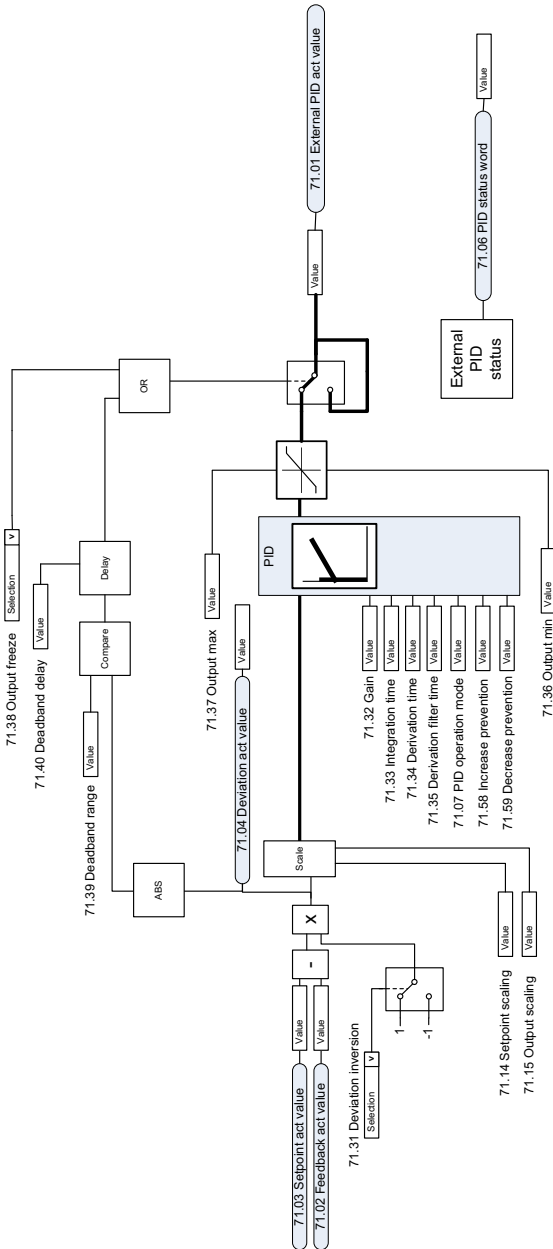 71.38 Output freeze
Selection
v
71.40 Deadband delay
Value
71.39 Deadband range
Value
Compare
Delay
OR
ABS
71.37 Output max
Value
71.04 Deviation act value
Value
71.03 Setpoint act value
Value
71.02 Feedback act value
Value
-
X
Scale
PID
Value
71.01 External PID act value
71.31 Deviation inversion
Selection
v
1
-1
71.14 Setpoint scaling
Value
71.15 Output scaling
Value
71.32 Gain
Value
71.33 Integration time
Value
71.34 Derivation time
Value
71.35 Derivation filter time
Value
71.07 PID operation mode
Value
71.58 Increase prevention
Value
71.59 Decrease prevention
Value
71.36 Output min
Value
External
PID
status
71.06 PID status word
Value